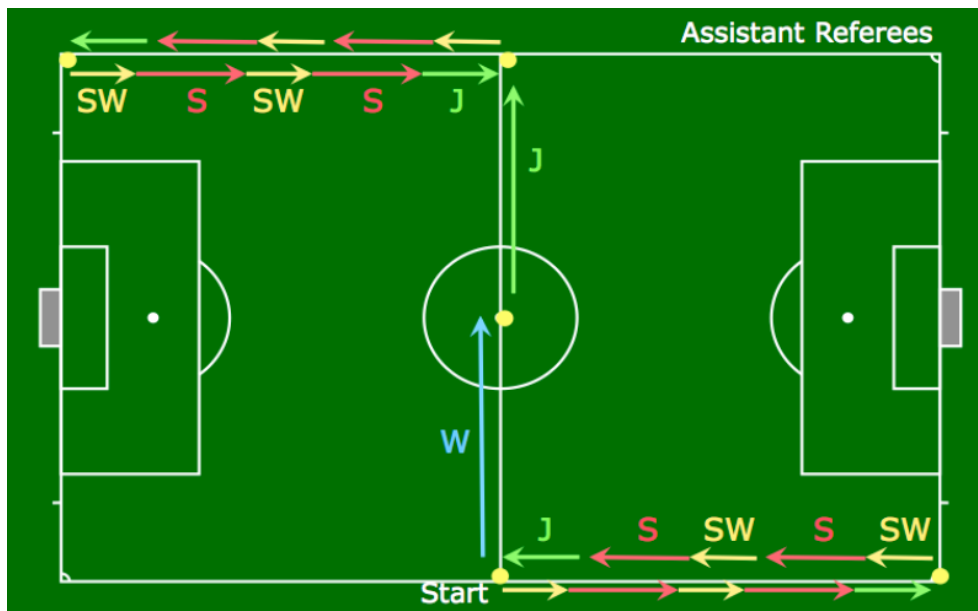 Assistant Referees
SW S SW S J
J
W
J S SW S SW
Start